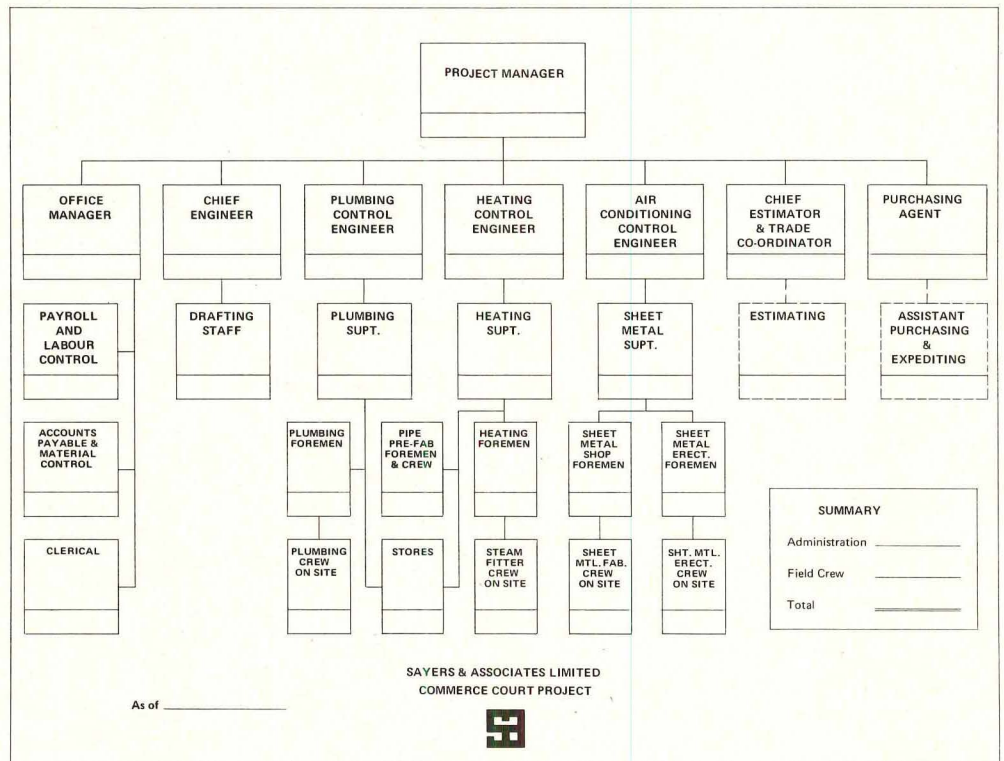 PROJECT MANAGER
OFFICE
MANAGER
CHIEF
ENGINEER
PLUMBING
CONTROL
ENGINEER
HEATING
CONTROL
ENGINEER
AIR
CONDITIONING
CONTROL
ENGINEER
CHIEF
ESTIMATOR
& TRADE
CO-ORDINATOR
PURCHASING
AGENT
PAYROLL
AND
LABOUR
CONTROL
DRAFTING
STAFF
PLUMBING
SUPT.
HEATING
SUPT.
SHEET
METAL
SUPT.
ESTIMATING
ASSISTANT
PURCHASING
&
EXPEDITING
ACCOUNTS
PAYABLE &
MATERIAL
CONTROL
PLUMBING
FOREMEN
PIPE
PRE-FAB
FOREMEN
& CREW
HEATING
FOREMEN
SHEET
METAL
SHOP
FOREMEN
SHEET
METAL
ERECT.
FOREMEN
CLERICAL
PLUMBING
CREW
ON SITE
STORES
STEAM
FITTER
CREW
ON SITE
SHEET
MTL. FAB.
CREW
ON SITE
SHT. MTL.
ERECT.
CREW
ON SITE
SUMMARY
Administration
Field Crew
Total
SAYERS & ASSOCIATES LIMITED
COMMERCE COURT PROJECT
As of